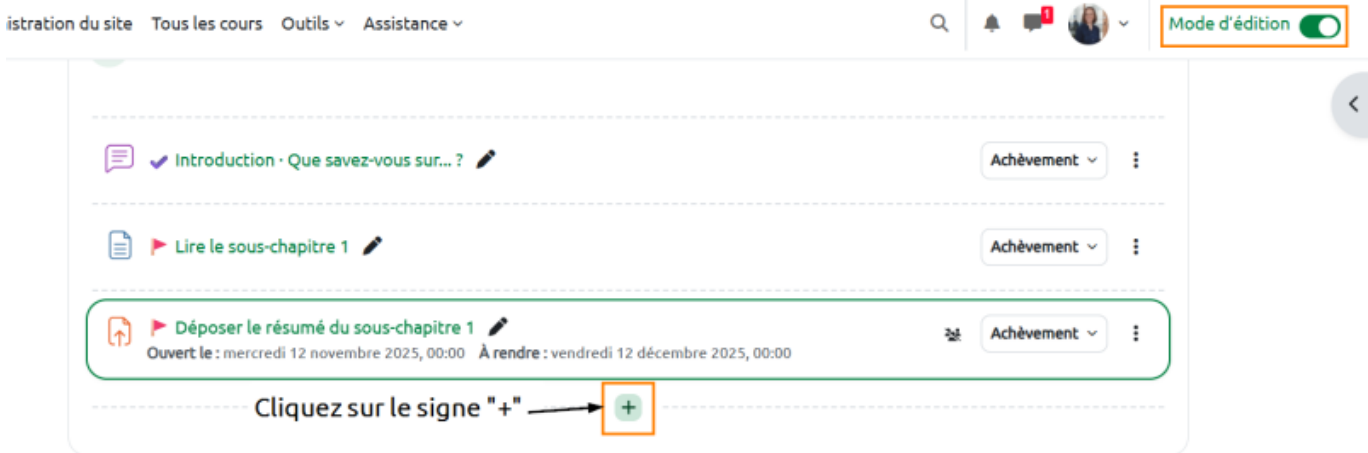 istration du site Tous les cours Outils Assistance 1 Mode d'édition
Introduction · Que savez-vous sur... ? Achèvement
Lire le sous-chapitre 1 Achèvement
Déposer le résumé du sous-chapitre 1 Achèvement
Ouvert le : mercredi 12 novembre 2025, 00:00 À rendre : vendredi 12 décembre 2025, 00:00
Cliquez sur le signe "+" +